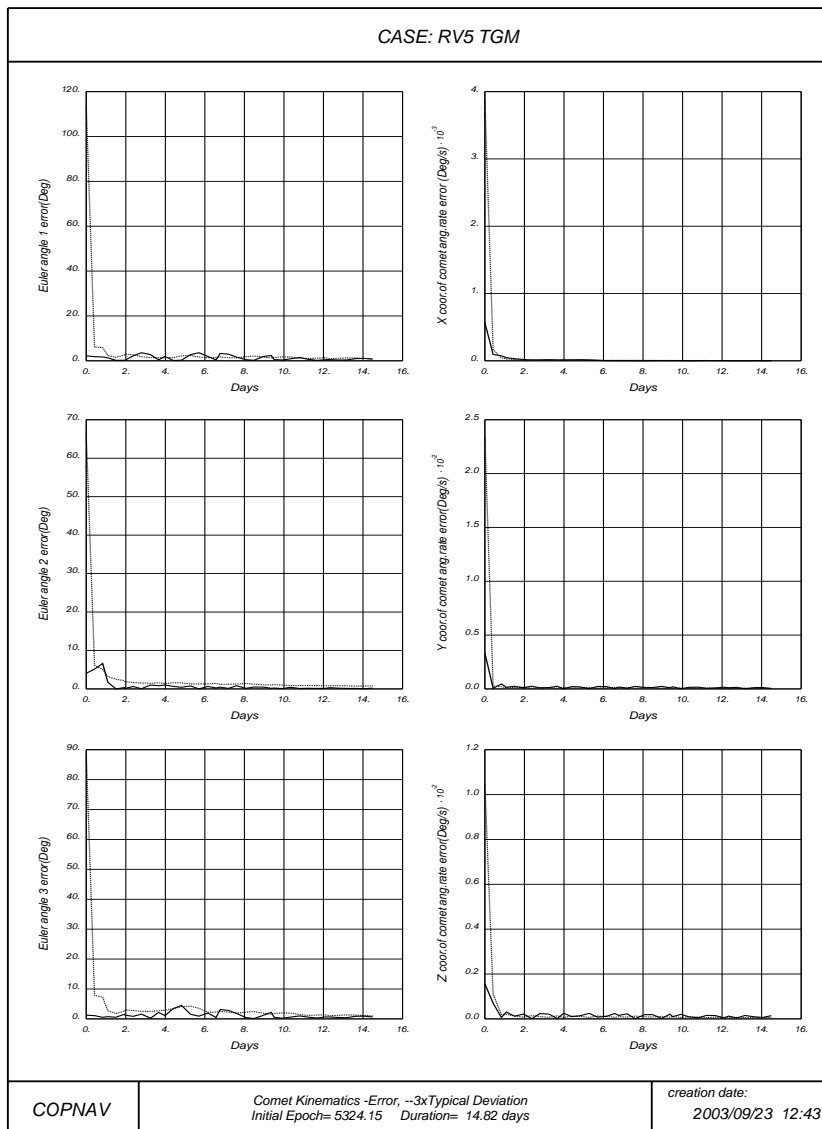 CASE: RV5 TGM
120.
100.
80.
60.
40.
20.
0.
0. 2. 4. 6. 8. 10. 12. 14. 16.
Euler angle 1 error(Deg)
Days
4.
3.
2.
1.
0.
0. 2. 4. 6. 8. 10. 12. 14. 16.
X coor.of comet ang.rate error (Deg/s) · 10⁻³
Days
70.
60.
50.
40.
30.
20.
10.
0.
0. 2. 4. 6. 8. 10. 12. 14. 16.
Euler angle 2 error(Deg)
Days
2.5
2.0
1.5
1.0
0.5
0.0
0. 2. 4. 6. 8. 10. 12. 14. 16.
Y coor.of comet ang.rate error(Deg/s) · 10⁻²
Days
90.
80.
70.
60.
50.
40.
30.
20.
10.
0.
0. 2. 4. 6. 8. 10. 12. 14. 16.
Euler angle 3 error(Deg)
Days
1.2
1.0
0.8
0.6
0.4
0.2
0.0
0. 2. 4. 6. 8. 10. 12. 14. 16.
Z coor.of comet ang.rate error(Deg/s) · 10⁻²
Days
COPNAV
Comet Kinematics -Error, --3xTypical Deviation
Initial Epoch= 5324.15 Duration= 14.82 days
creation date:
2003/09/23 12:43